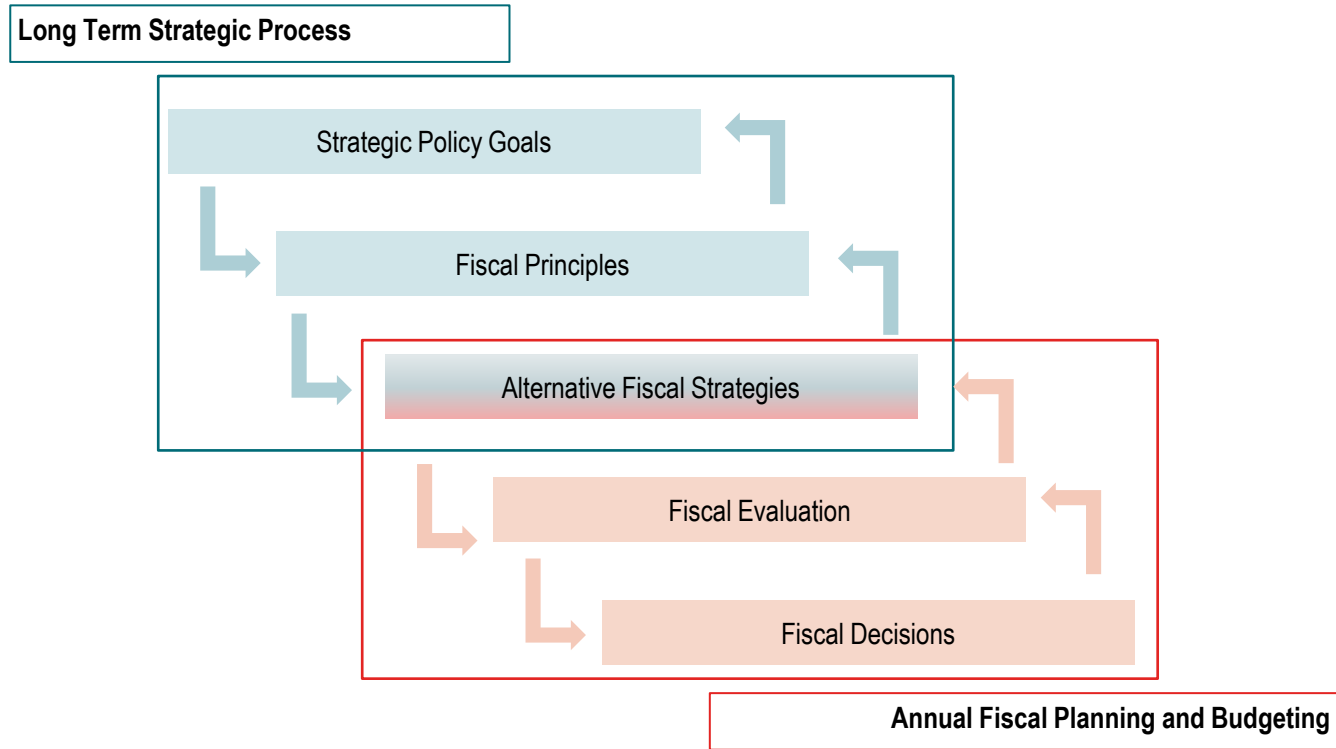 Long Term Strategic Process
Strategic Policy Goals
Fiscal Principles
Alternative Fiscal Strategies
Fiscal Evaluation
Fiscal Decisions
Annual Fiscal Planning and Budgeting